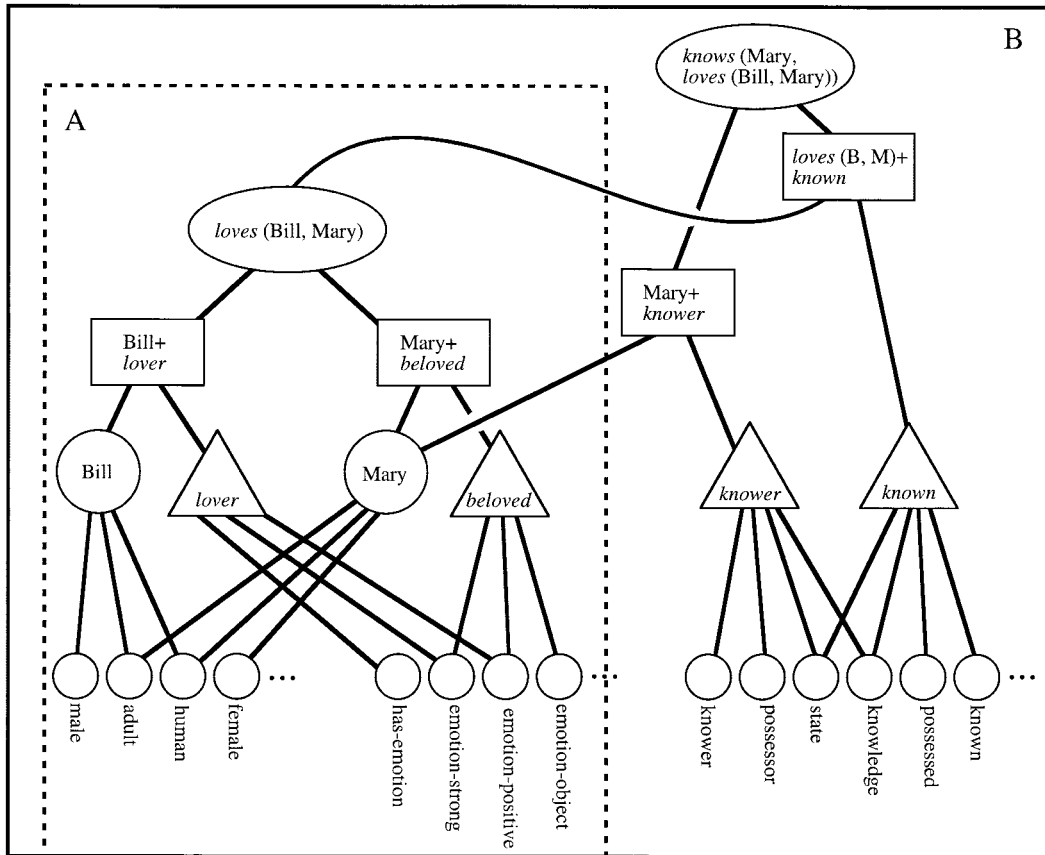 B
knows (Mary,
loves (Bill, Mary))
A
loves (B, M)+
known
loves (Bill, Mary)
Mary+
knower
Bill+
lover
Mary+
beloved
Bill
lover
Mary
beloved
knower
known
...
...
...
male
adult
human
female
has-emotion
emotion-strong
emotion-positive
emotion-object
knower
possessor
state
knowledge
possessed
known